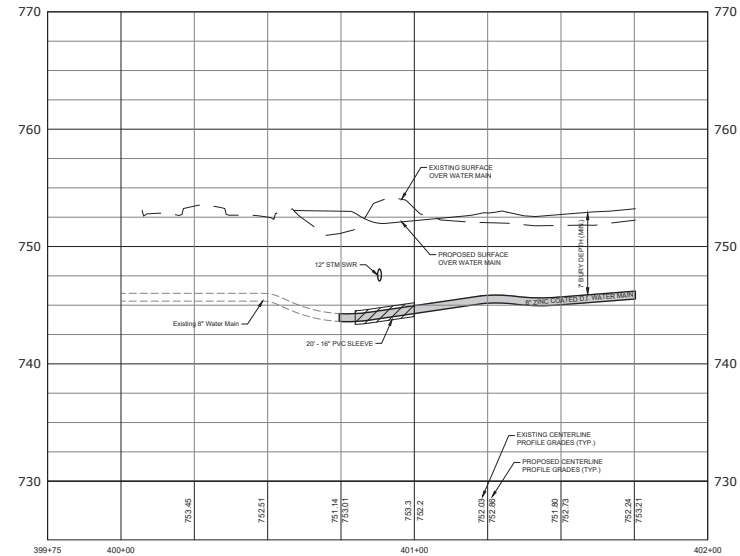 770
770
760
760
EXISTING SURFACE
OVER WATER MAIN
750
750
7' BURY DEPTH (MIN.)
12" STM SWR
PROPOSED SURFACE
OVER WATER MAIN
8" ZINC COATED D.I. WATER MAIN
Existing 8" Water Main
20' - 16" PVC SLEEVE
740
740
EXISTING CENTERLINE
PROFILE GRADES (TYP.)
PROPOSED CENTERLINE
PROFILE GRADES (TYP.)
730
730
753.45
752.51
751.14
753.01
753.3
752.2
752.03
752.86
751.80
752.73
752.24
753.21
399+75
400+00
401+00
402+00